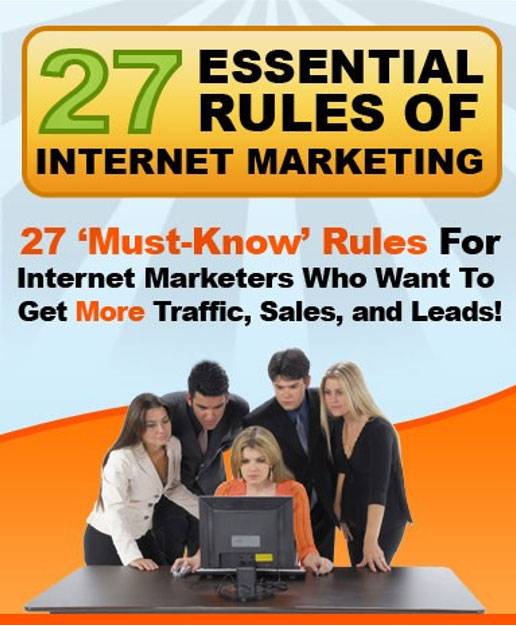 27 ESSENTIAL
RULES OF
INTERNET MARKETING
27 ‘Must-Know’ Rules For
Internet Marketers Who Want To
Get More Traffic, Sales, and Leads!